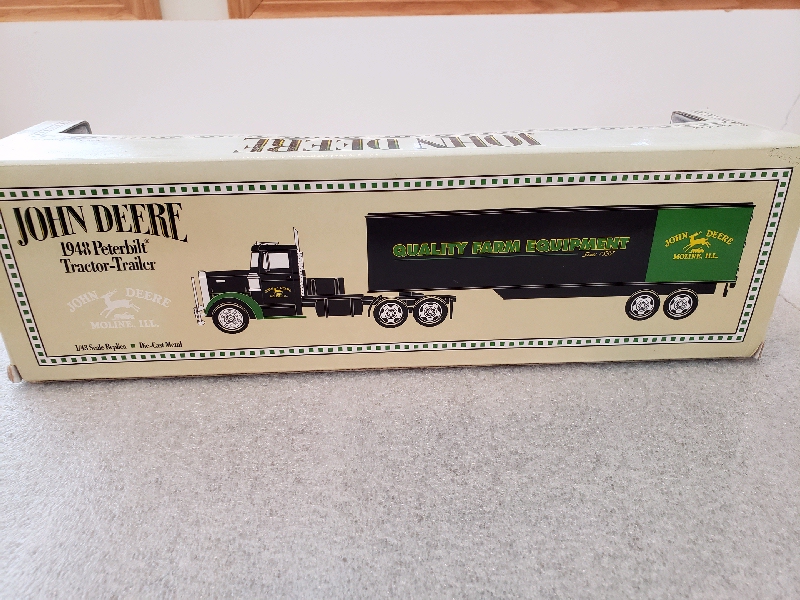 JOHN DEERE
JOHN DEERE
1948 Peterbilt®
Tractor-Trailer
JOHN DEERE
MOLINE, ILL.
1/43 Scale Replica ■ Die-Cast Metal
QUALITY FARM EQUIPMENT
JOHN DEERE
MOLINE, ILL.